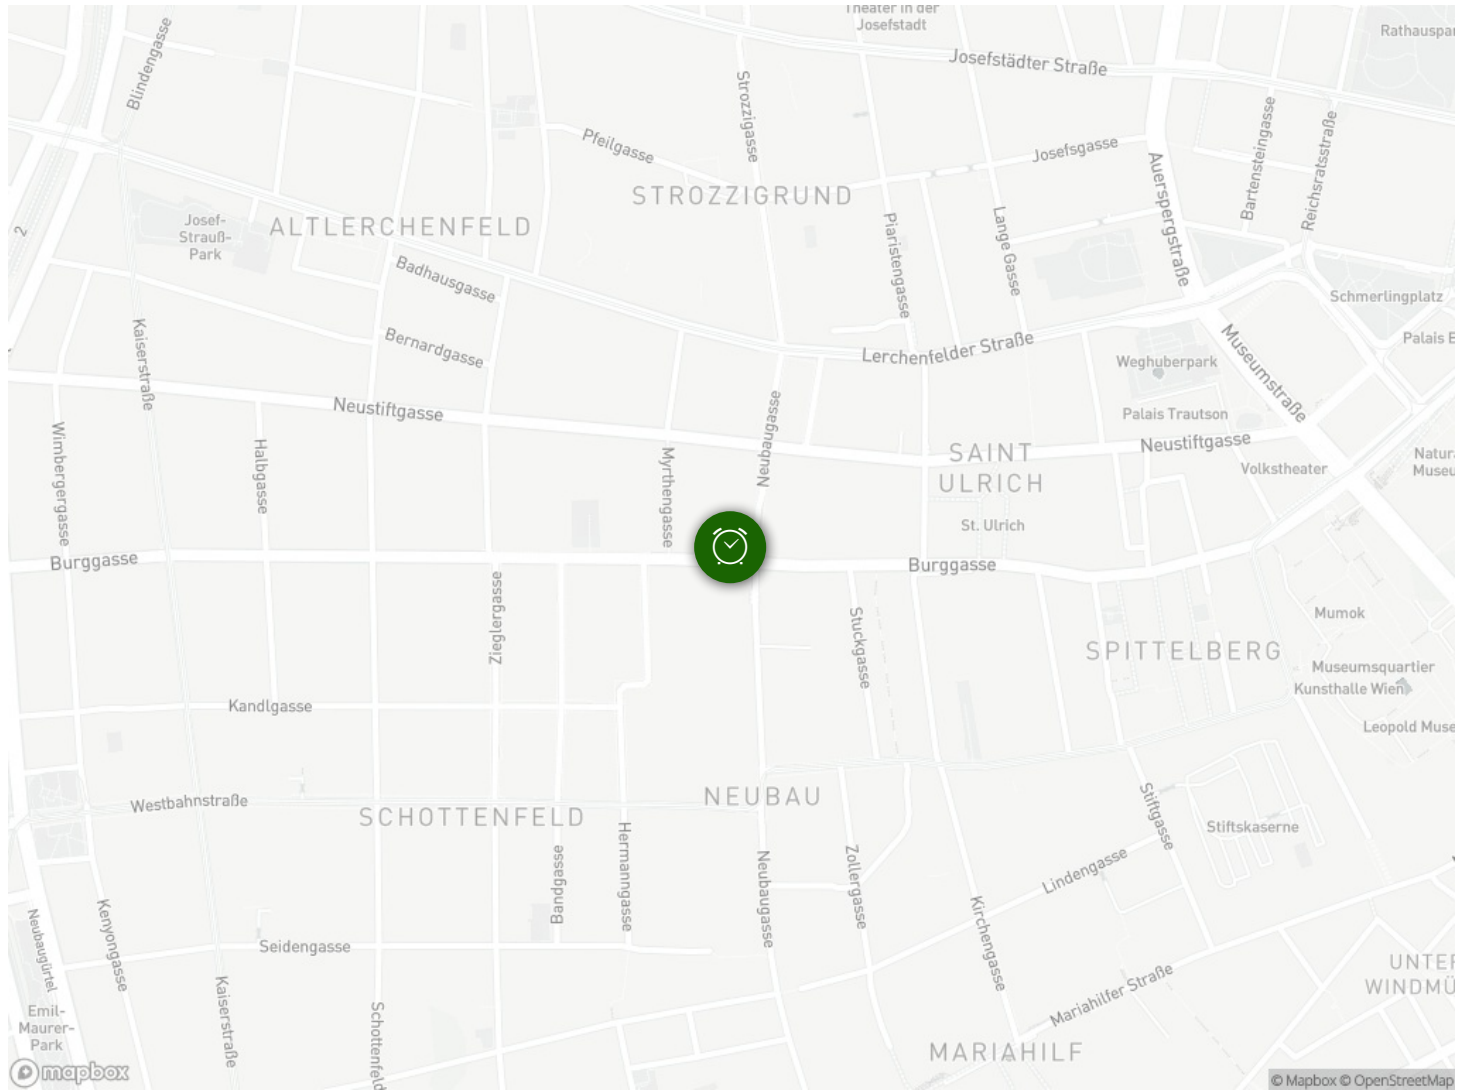 Theater in der
Josefstadt
Rathauspar
Blindengasse
Josefstädter Straße
Strozzigasse
Pfeilgasse
Josefsgasse
Bartensteingasse
Reichsratsstraße
Auerspergstraße
STROZZIGRUND
2
Josef-
Strauß-
Park
ALTLERCHENFELD
Piaristengasse
Lange Gasse
Badhausgasse
Schmerlingplatz
Kaiserstraße
Bernardgasse
Lerchenfelder Straße
Museumstraße
Palais E
Weghuberpark
Neustiftgasse
Neubaugasse
Palais Trautson
Wimbergergasse
Halbgasse
Myrthengasse
SAINT
ULRICH
Neustiftgasse
Volkstheater
Natur
Museu
St. Ulrich
Burggasse
Burggasse
Zieglergasse
Stuckgasse
Mumok
SPITTELBERG
Museumsquartier
Kunsthalle Wien
Kandlgasse
Leopold Muse
Westbahnstraße
SCHOTTENFELD
NEUBAU
Stiftgasse
Stiftskaserne
Hermanngasse
Bandgasse
Neubaugasse
Zollergasse
Lindengasse
Kirchengasse
Neubaugürtel
Kenyongasse
Seidengasse
Kaiserstraße
Mariahilfer Straße
UNTER
WINDMÜ
Emil-
Maurer-
Park
Schottenfeld
MARIAHILF
mapbox
© Mapbox © OpenStreetMap